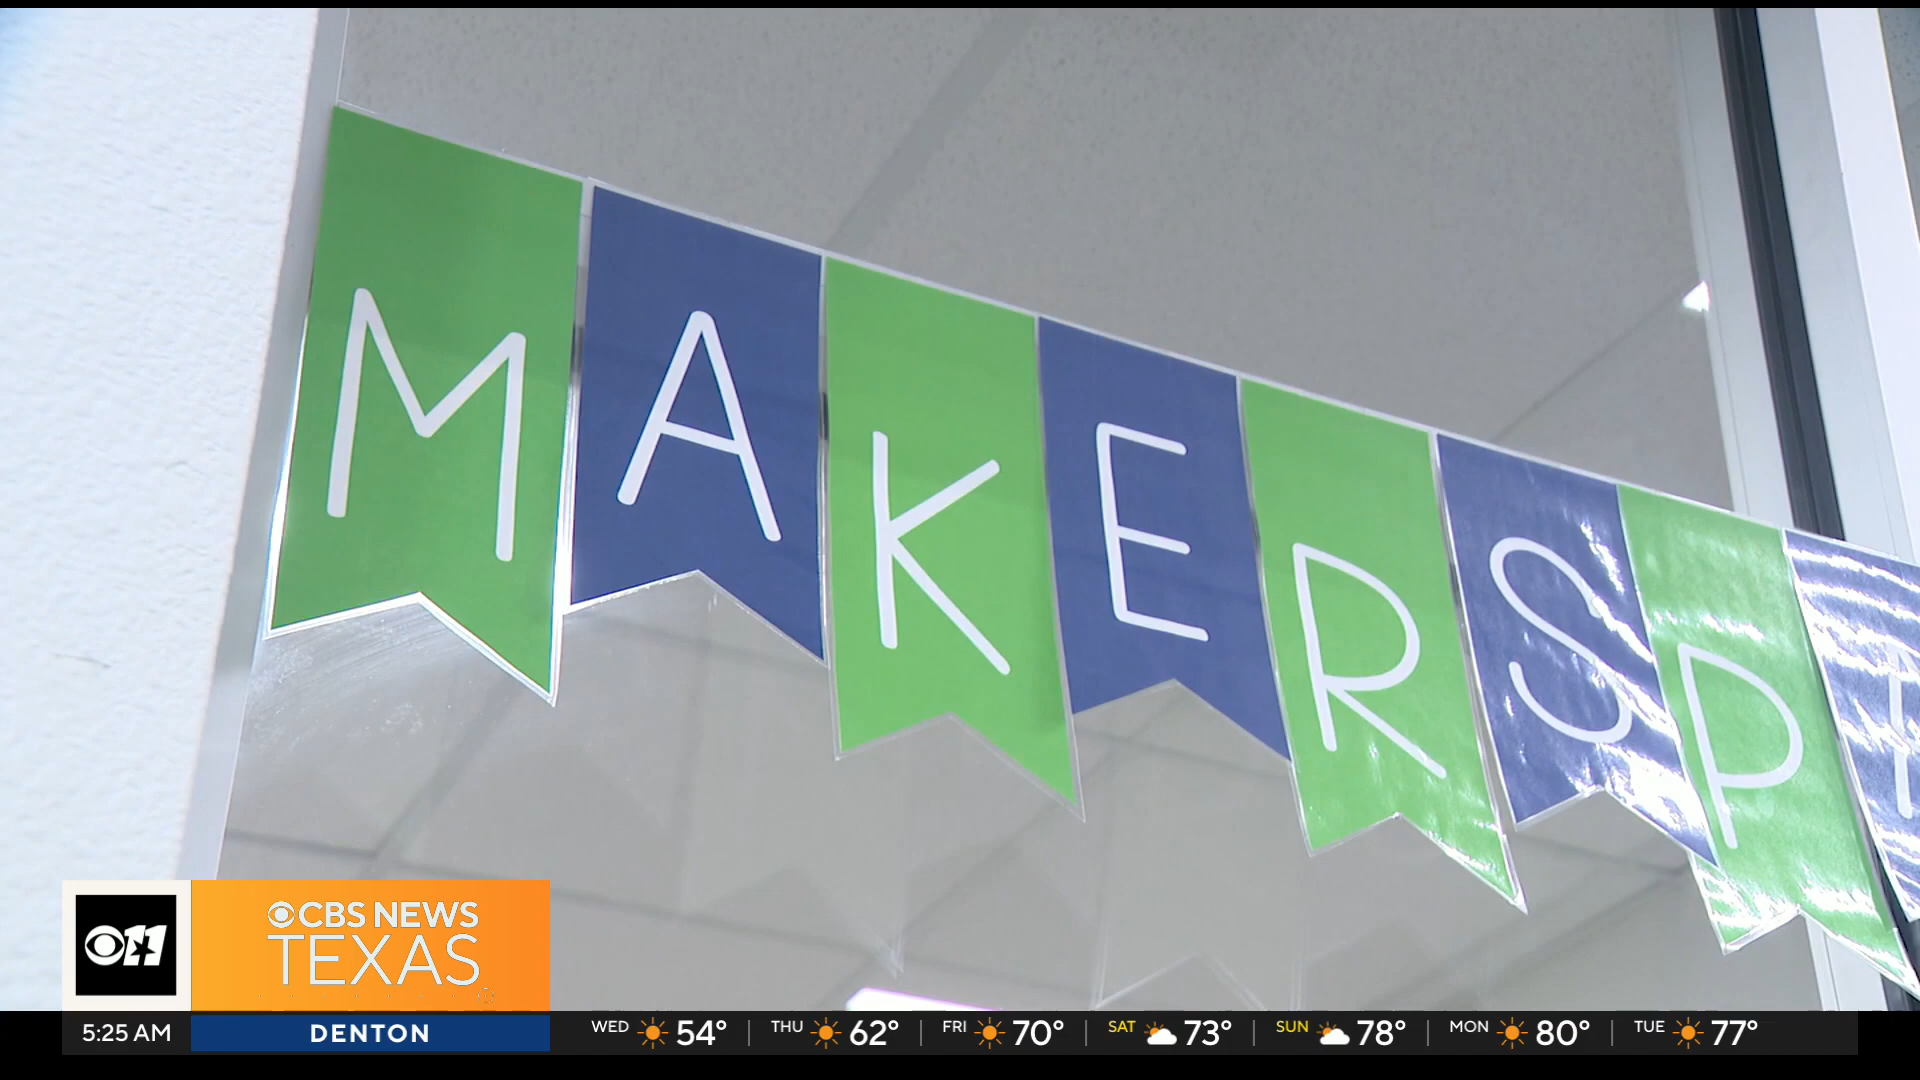 MAKERSP
11
CBS NEWS
TEXAS
5:25 AM
DENTON
WED 54° THU 62° FRI 70° SAT 73° SUN 78° MON 80° TUE 77°